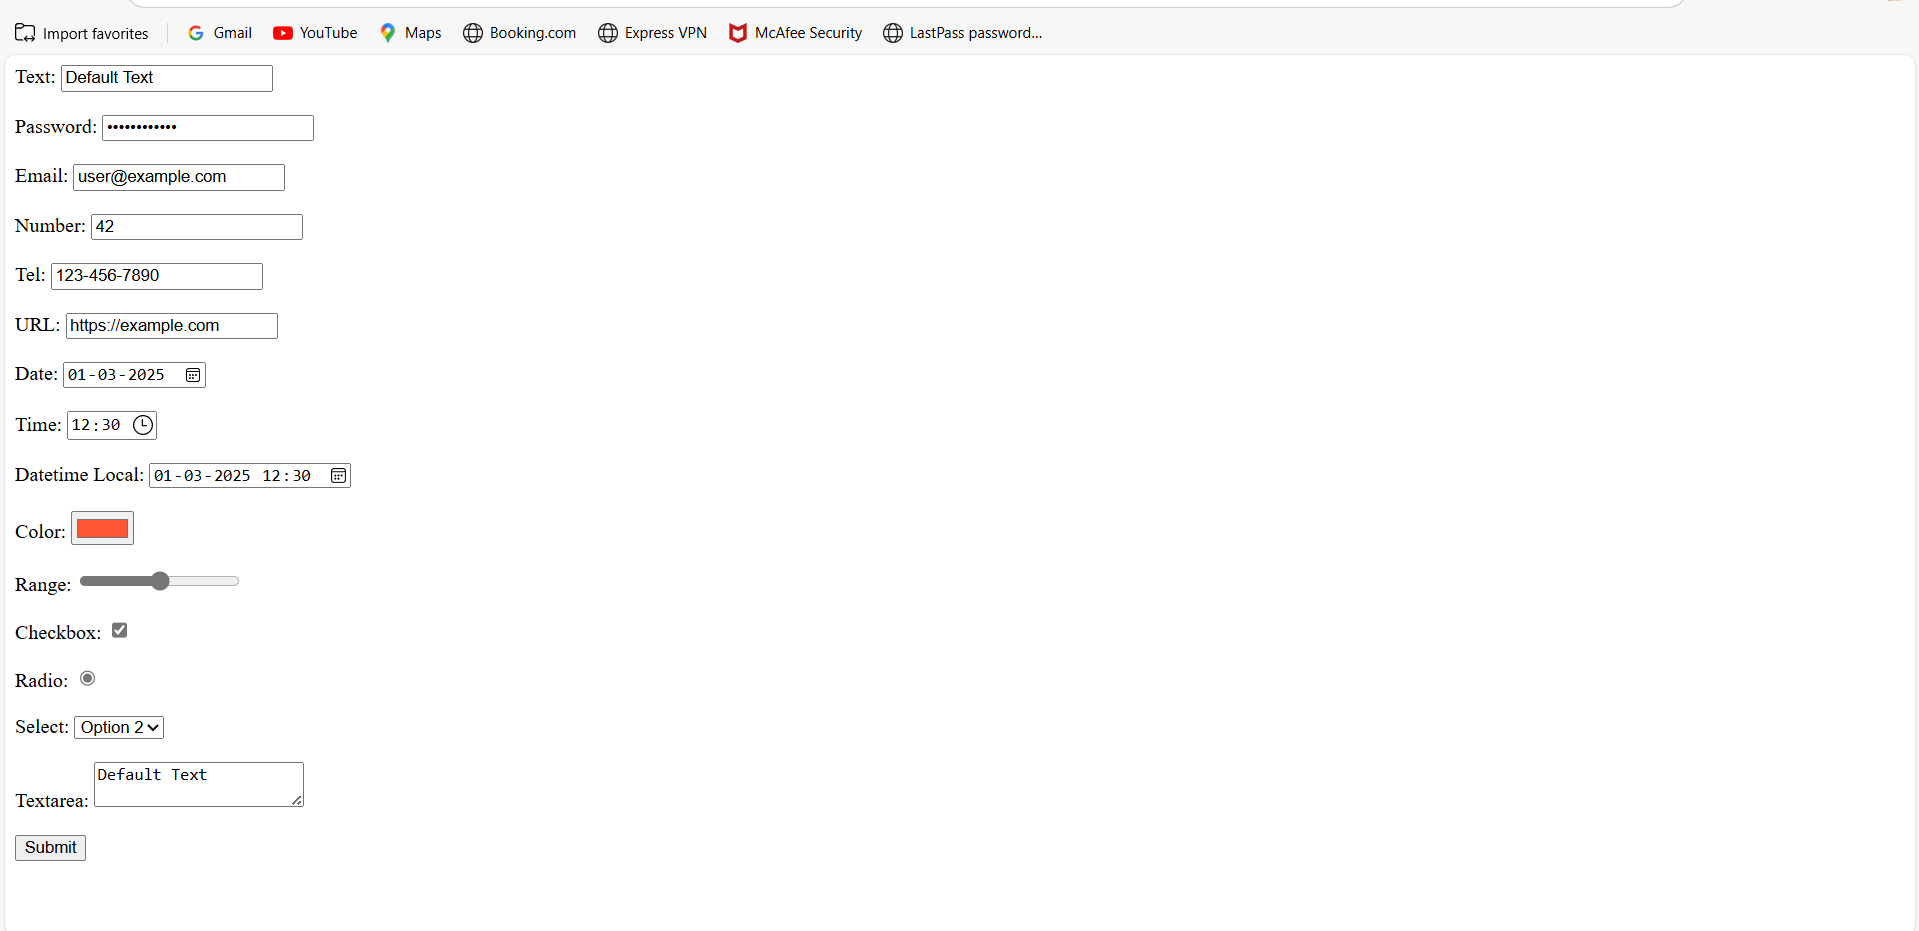 Import favorites Gmail YouTube Maps Booking.com Express VPN McAfee Security LastPass password...
Text: Default Text
Password: ••••••••••••
Email: user@example.com
Number: 42
Tel: 123-456-7890
URL: https://example.com
Date: 01-03-2025
Time: 12:30
Datetime Local: 01-03-2025 12:30
Color:
Range:
Checkbox:
Radio:
Select: Option 2
Default Text
Textarea:
Submit